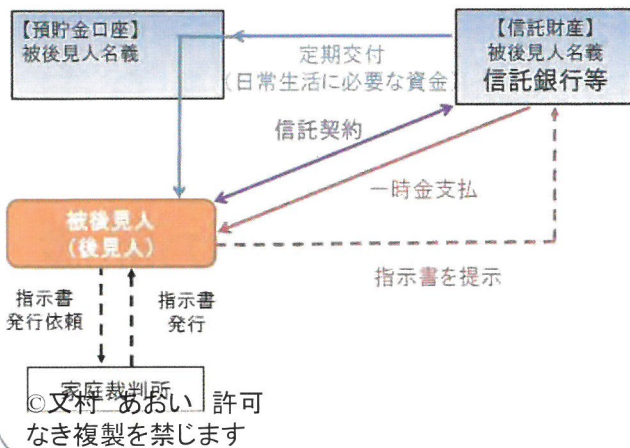 【預貯金口座】
被後見人名義
【信託財産】
被後見人名義
信託銀行等
定期交付
(日常生活に必要な資金)
信託契約
一時金支払
被後見人
(後見人)
指示書を提示
指示書
発行依頼
指示書
発行
家庭裁判所
©又村 あおい 許可
なき複製を禁じます